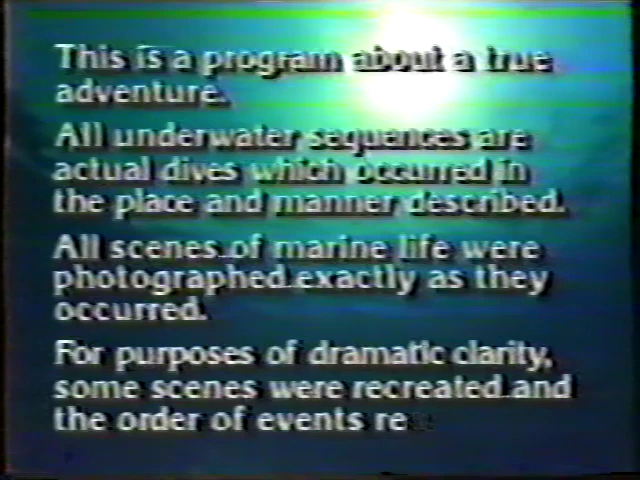 This is a program about a true
adventure.
All underwater sequences are
actual dives which occurred in
the place and manner described.
All scenes of marine life were
photographed exactly as they
occurred.
For purposes of dramatic clarity,
some scenes were recreated and
the order of events re